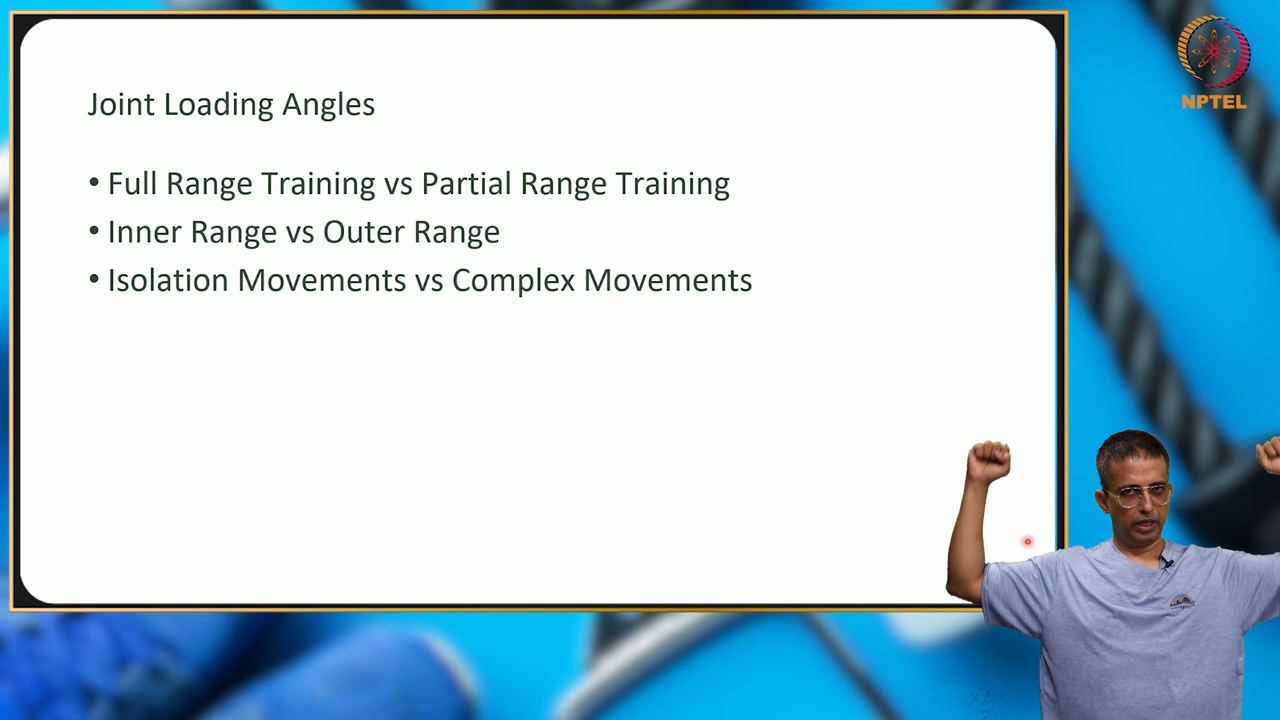 Joint Loading Angles
• Full Range Training vs Partial Range Training
• Inner Range vs Outer Range
• Isolation Movements vs Complex Movements
NPTEL